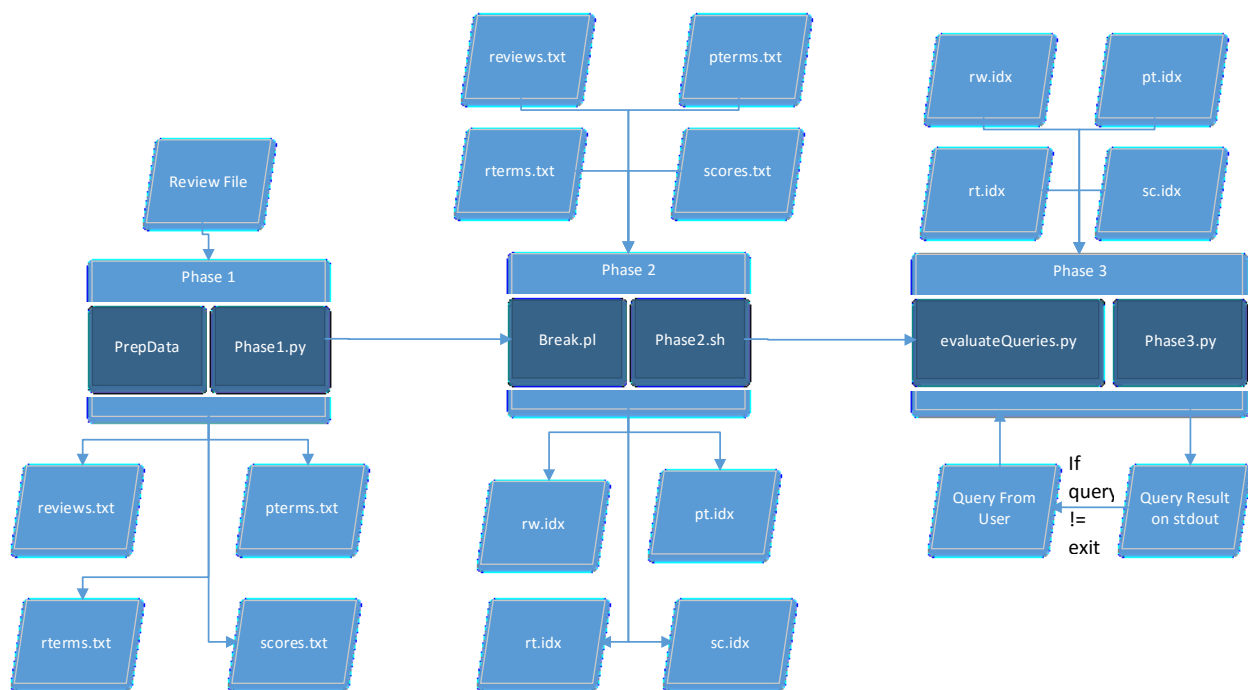 reviews.txt
pterms.txt
rw.idx
pt.idx
Review File
rterms.txt
scores.txt
rt.idx
sc.idx
Phase 1
Phase 2
Phase 3
PrepData
Phase1.py
Break.pl
Phase2.sh
evaluateQueries.py
Phase3.py
reviews.txt
pterms.txt
rw.idx
pt.idx
Query From
User
If
query
!=
exit
Query Result
on stdout
rterms.txt
scores.txt
rt.idx
sc.idx